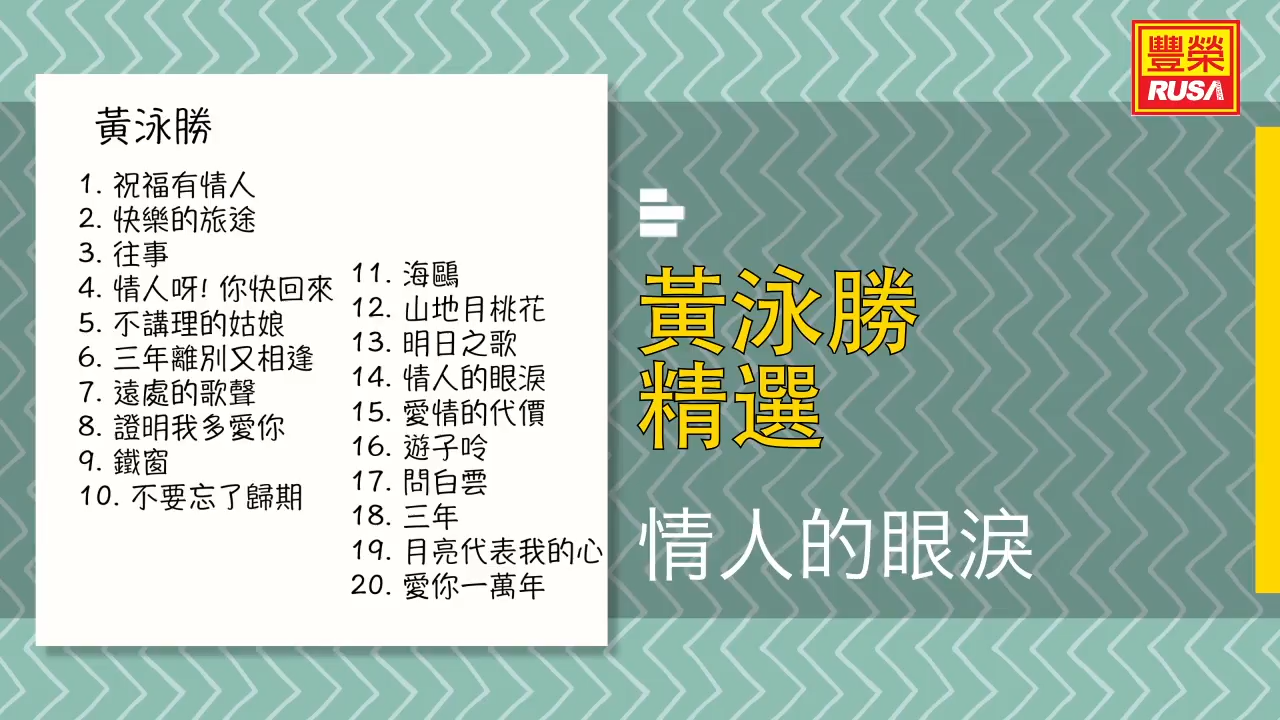 豐榮
RUSA
黃泳勝
1. 祝福有情人
2. 快樂的旅途
3. 往事
4. 情人呀! 你快回來
5. 不講理的姑娘
6. 三年離別又相逢
7. 遠處的歌聲
8. 證明我多愛你
9. 鐵窗
10. 不要忘了歸期
11. 海鷗
12. 山地月桃花
13. 明日之歌
14. 情人的眼淚
15. 愛情的代價
16. 遊子吟
17. 問白雲
18. 三年
19. 月亮代表我的心
20. 愛你一萬年
黃泳勝
精選
情人的眼淚